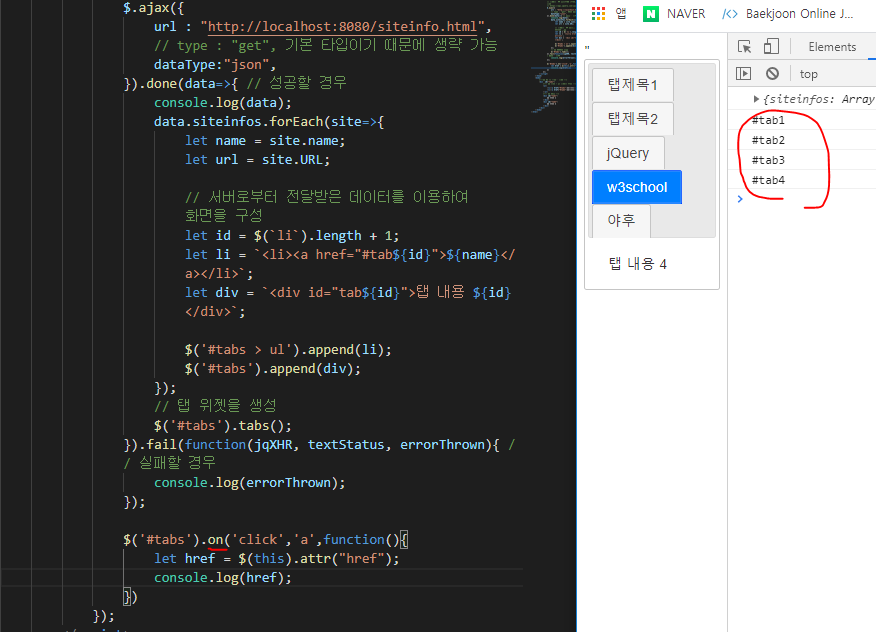 $.ajax({
url : "http://localhost:8080/siteinfo.html",
// type : "get", 기본 타입이기 때문에 생략 가능
dataType:"json",
}).done(data=>{ // 성공할 경우
console.log(data);
data.siteinfos.forEach(site=>{
let name = site.name;
let url = site.URL;
// 서버로부터 전달받은 데이터를 이용하여
화면을 구성
let id = $(`li`).length + 1;
let li = `<li><a href="#tab${id}">${name}</
a></li>`;
let div = `<div id="tab${id}">탭 내용 ${id}
</div>`;
$('#tabs > ul').append(li);
$('#tabs').append(div);
});
// 탭 위젯을 생성
$('#tabs').tabs();
}).fail(function(jqXHR, textStatus, errorThrown){ /
/ 실패할 경우
console.log(errorThrown);
});
$('#tabs').on('click','a',function(){
let href = $(this).attr("href");
console.log(href);
})
});
앱
N NAVER
</> Baekjoon Online J...
"
탭제목1
탭제목2
jQuery
w3school
야후
탭 내용 4
Elements
top
{siteinfos: Array
#tab1
#tab2
#tab3
#tab4